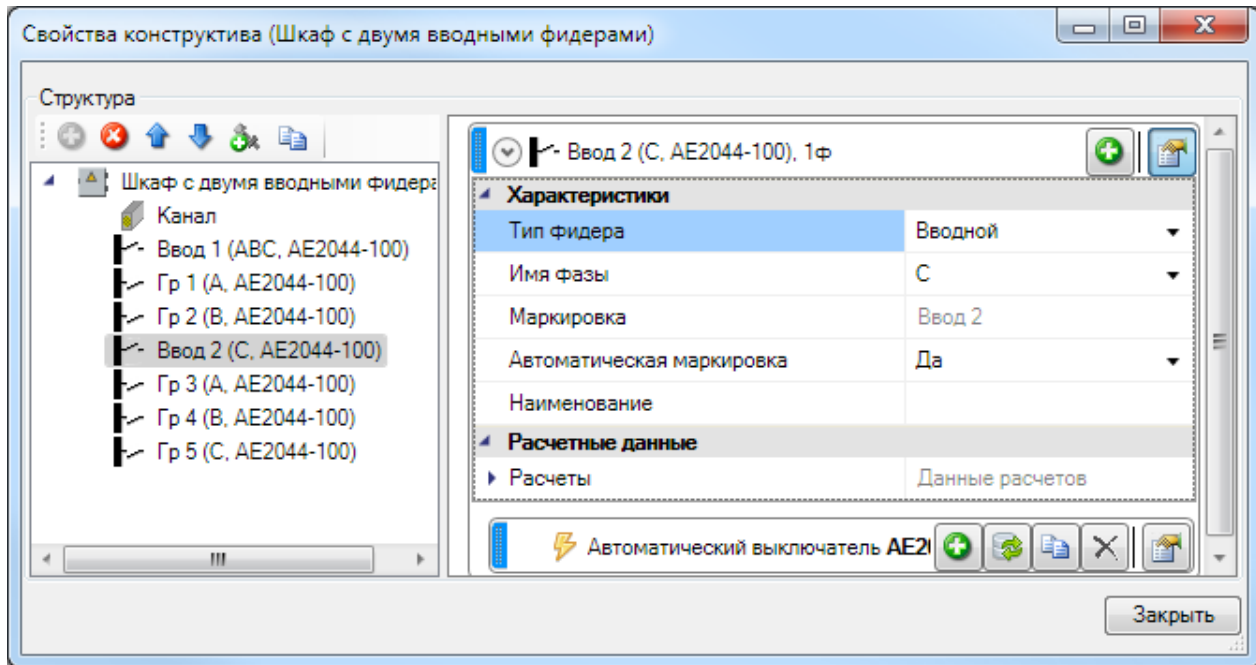 Свойства конструктива (Шкаф с двумя вводными фидерами)
Структура
Шкаф с двумя вводными фидера
Канал
Ввод 1 (ABC, AE2044-100)
Гр 1 (A, AE2044-100)
Гр 2 (B, AE2044-100)
Ввод 2 (C, AE2044-100)
Гр 3 (A, AE2044-100)
Гр 4 (B, AE2044-100)
Гр 5 (C, AE2044-100)
Ввод 2 (C, AE2044-100), 1ф
Характеристики
Тип фидера Вводной
Имя фазы C
Маркировка Ввод 2
Автоматическая маркировка Да
Наименование
Расчетные данные
Расчеты Данные расчетов
Автоматический выключатель AE2
Закрыть